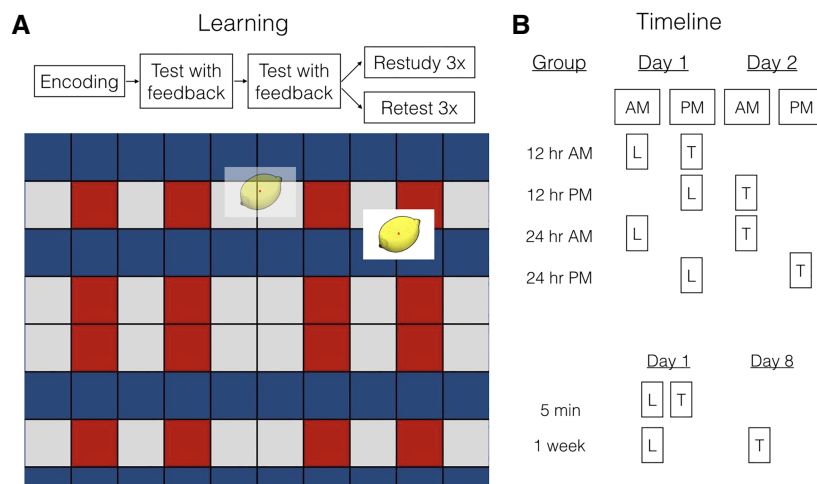 A
Learning
Encoding
Test with
feedback
Test with
feedback
Restudy 3x
Retest 3x
B
Timeline
Group
Day 1
Day 2
AM
PM
AM
PM
12 hr AM
L
T
12 hr PM
L
T
24 hr AM
L
T
24 hr PM
L
T
Day 1
Day 8
5 min
L
T
1 week
L
T